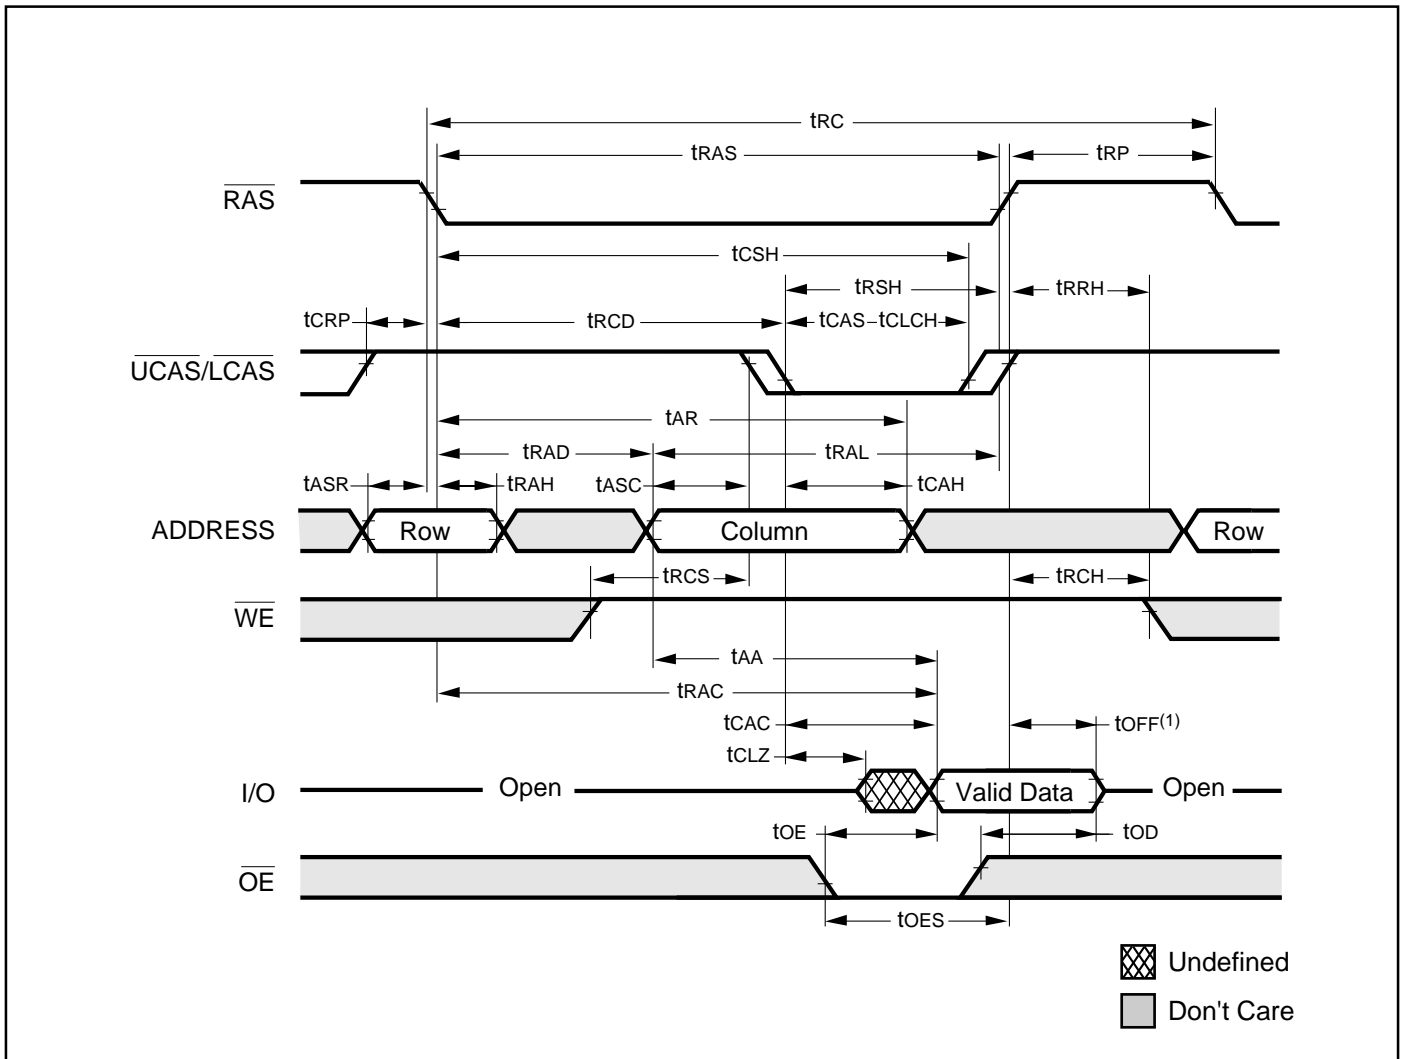 tRC
tRAS
tRP
RAS
tCSH
tRSH
tRRH
tCRP
tRCD
tCAS
tCLCH
UCAS/LCAS
tAR
tRAD
tRAL
tASR
tRAH
tASC
tCAH
ADDRESS
Row
Column
Row
tRCS
tRCH
WE
tAA
tRAC
tCAC
tOFF(1)
tCLZ
I/O
Open
Valid Data
Open
tOE
tOD
OE
tOES
Undefined
Don't Care